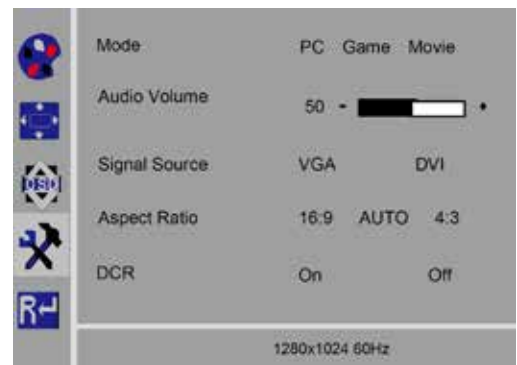 Mode PC Game Movie
Audio Volume 50 - +
Signal Source VGA DVI
OSD
Aspect Ratio 16:9 AUTO 4:3
DCR On Off
R
1280x1024 60Hz